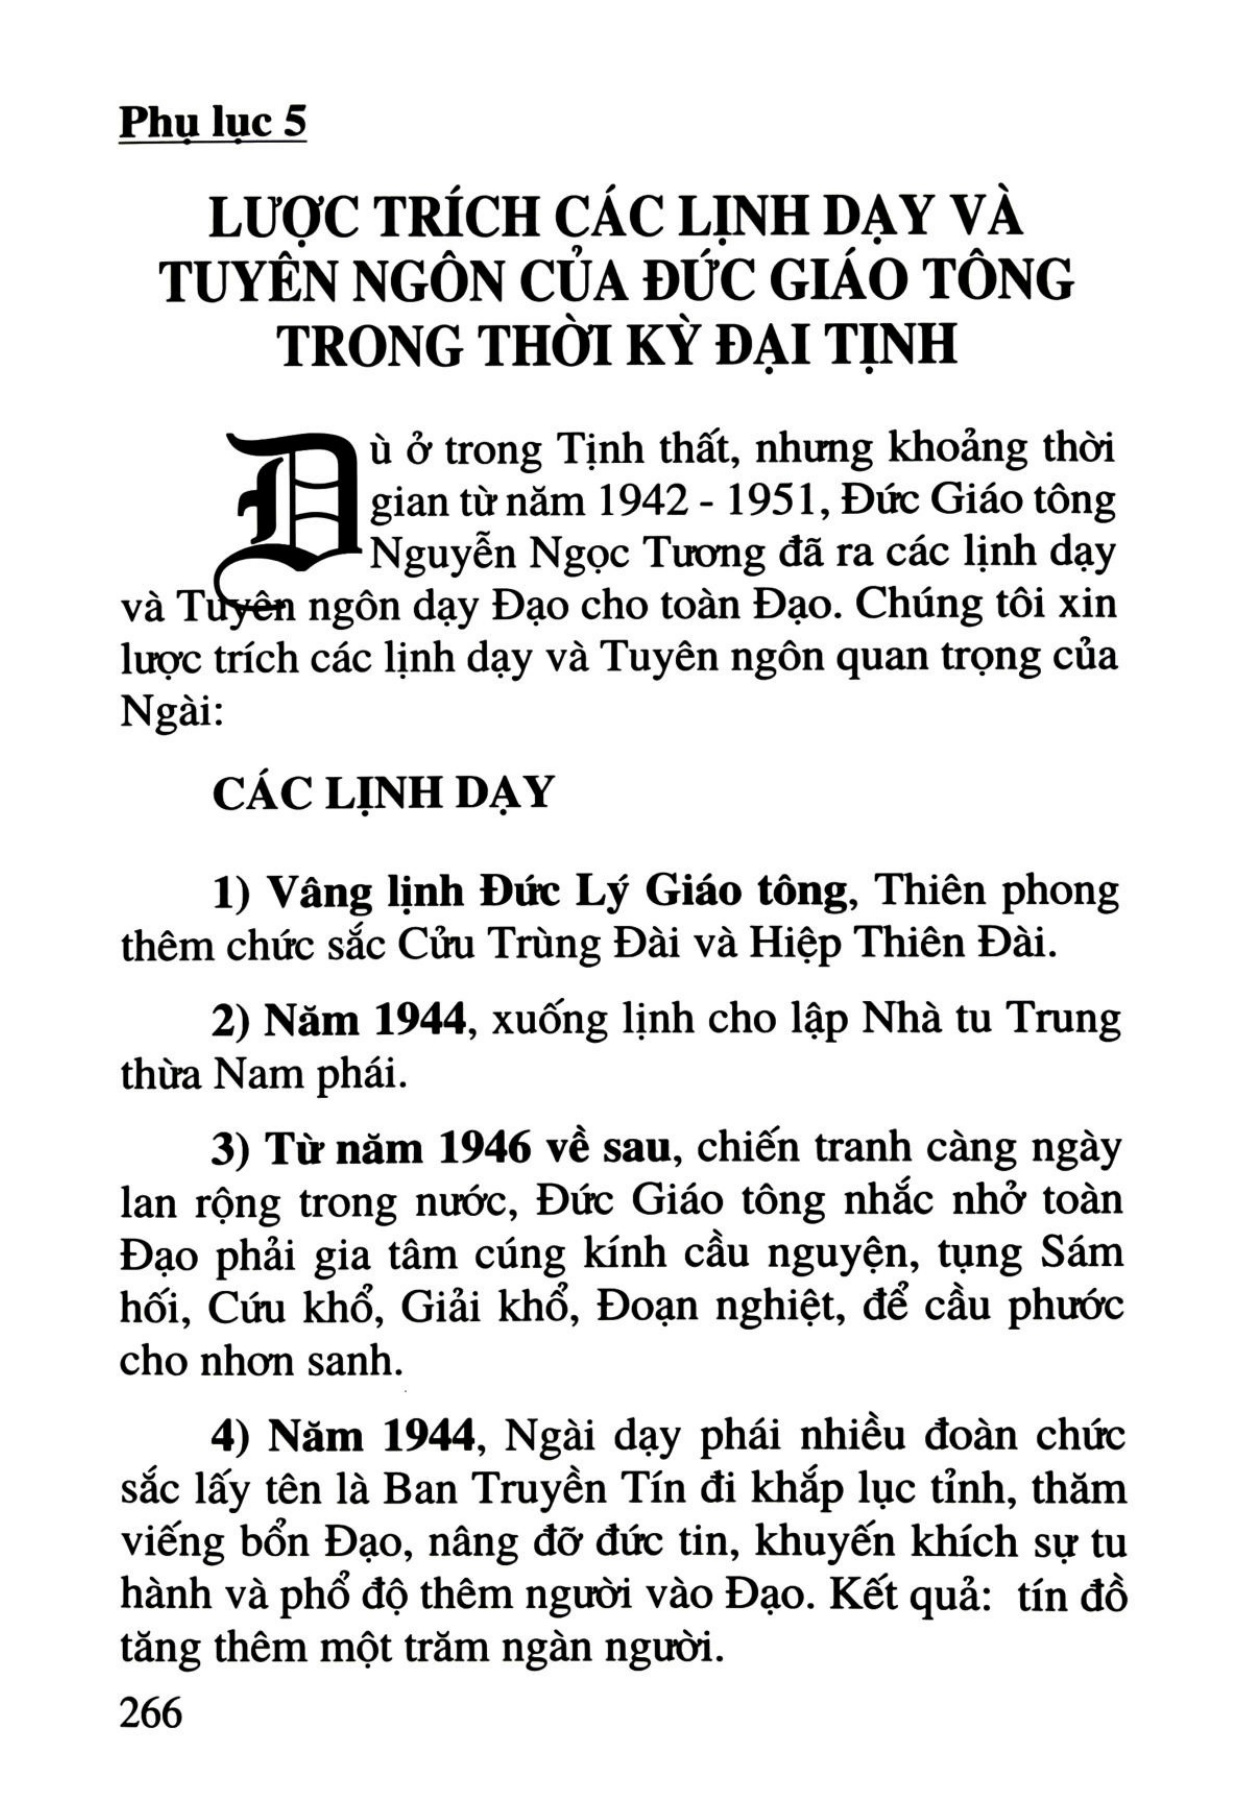 Phụ lục 5
LƯỢC TRÍCH CÁC LỊNH DẠY VÀ
TUYÊN NGÔN CỦA ĐỨC GIÁO TÔNG
TRONG THỜI KỲ ĐẠI TỊNH
Dù ở trong Tịnh thất, nhưng khoảng thời
gian từ năm 1942 - 1951, Đức Giáo tông
Nguyễn Ngọc Tương đã ra các lịnh dạy
và Tuyên ngôn dạy Đạo cho toàn Đạo. Chúng tôi xin
lược trích các lịnh dạy và Tuyên ngôn quan trọng của
Ngài:
CÁC LỊNH DẠY
1) Vâng lịnh Đức Lý Giáo tông, Thiên phong
thêm chức sắc Cửu Trùng Đài và Hiệp Thiên Đài.
2) Năm 1944, xuống lịnh cho lập Nhà tu Trung
thừa Nam phái.
3) Từ năm 1946 về sau, chiến tranh càng ngày
lan rộng trong nước, Đức Giáo tông nhắc nhở toàn
Đạo phải gia tâm cúng kính cầu nguyện, tụng Sám
hối, Cứu khổ, Giải khổ, Đoạn nghiệt, để cầu phước
cho nhơn sanh.
4) Năm 1944, Ngài dạy phái nhiều đoàn chức
sắc lấy tên là Ban Truyền Tín đi khắp lục tỉnh, thăm
viếng bổn Đạo, nâng đỡ đức tin, khuyến khích sự tu
hành và phổ độ thêm người vào Đạo. Kết quả: tín đồ
tăng thêm một trăm ngàn người.
266